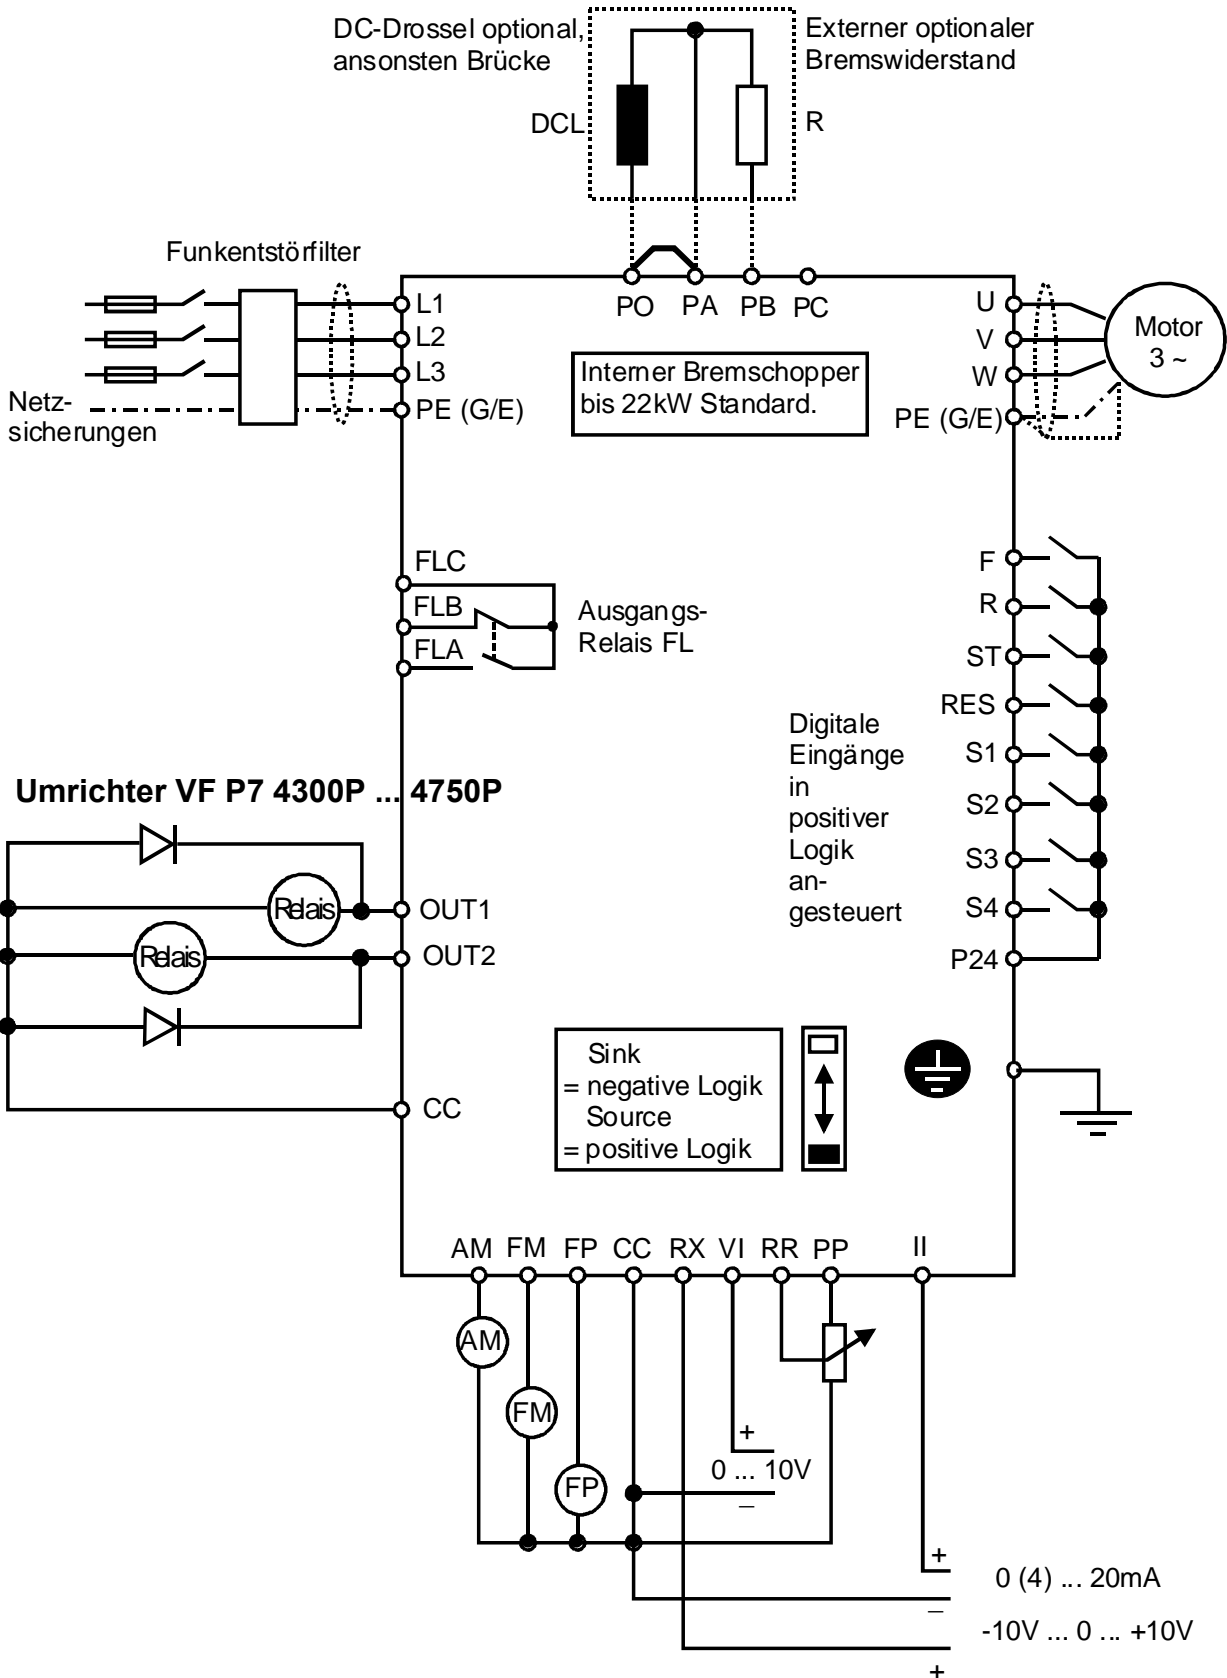 DC-Drossel optional,
ansonsten Brücke
Externer optionaler
Bremswiderstand
DCL
R
Funkentstörfilter
L1
L2
L3
PE (G/E)
Netz-
sicherungen
PO PA PB PC
Interner Bremschopper
bis 22kW Standard.
U
V
W
PE (G/E)
Motor
3 ~
FLC
FLB
FLA
Ausgangs-
Relais FL
F
R
ST
RES
S1
S2
S3
S4
P24
Digitale
Eingänge
in
positiver
Logik
an-
gesteuert
Umrichter VF P7 4300P ... 4750P
Relais
OUT1
Relais
OUT2
CC
Sink
= negative Logik
Source
= positive Logik
AM FM FP CC RX VI RR PP II
AM
FM
FP
+
0 ... 10V
–
+
0 (4) ... 20mA
–
-10V ... 0 ... +10V
+